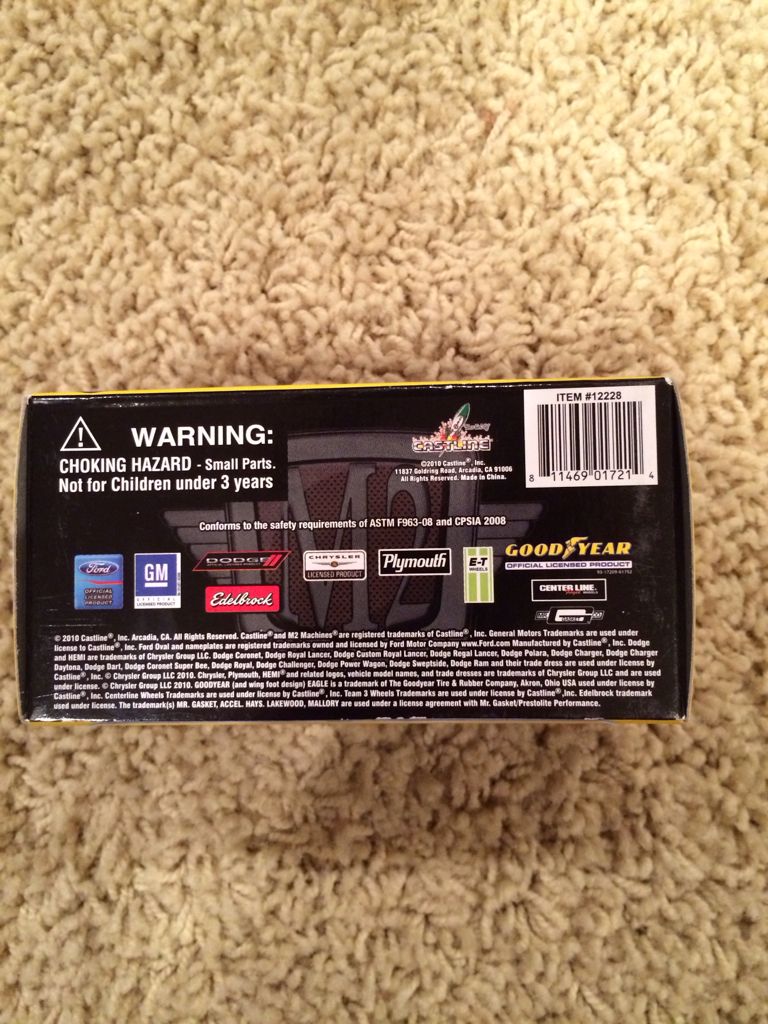 WARNING:
CHOKING HAZARD - Small Parts.
Not for Children under 3 years
CASTLINE
©2010 Castline®, Inc.
11837 Goldring Road, Arcadia, CA 91006
All Rights Reserved. Made in China.
ITEM #12228
8 11469 01721 4
Conforms to the safety requirements of ASTM F963-08 and CPSIA 2008
Ford
OFFICIAL
LICENSED
PRODUCT
GM
OFFICIAL
LICENSED PRODUCT
DODGE
OFFICIAL LICENSED PRODUCT
Edelbrock
CHRYSLER
LICENSED PRODUCT
Plymouth
E-T
WHEELS
GOODYEAR
OFFICIAL LICENSED PRODUCT
CENTER LINE
WHEELS
GASKET
M2
© 2010 Castline®, Inc. Arcadia, CA. All Rights Reserved. Castline® and M2 Machines® are registered trademarks of Castline®, Inc. General Motors Trademarks are used under
license to Castline®, Inc. Ford Oval and nameplates are registered trademarks owned and licensed by Ford Motor Company www.Ford.com Manufactured by Castline®, Inc. Dodge
and HEMI are trademarks of Chrysler Group LLC. Dodge Coronet, Dodge Royal Lancer, Dodge Custom Royal Lancer, Dodge Regal Lancer, Dodge Polara, Dodge Charger, Dodge Charger
Daytona, Dodge Dart, Dodge Coronet Super Bee, Dodge Royal, Dodge Challenger, Dodge Power Wagon, Dodge Sweptside, Dodge Ram and their trade dress are used under license by
Castline®, Inc. © Chrysler Group LLC 2010. Chrysler, Plymouth, HEMI® and related logos, vehicle model names, and trade dresses are trademarks of Chrysler Group LLC and are used
under license. © Chrysler Group LLC 2010. GOODYEAR (and wing foot design) EAGLE is a trademark of The Goodyear Tire & Rubber Company, Akron, Ohio USA used under license by
Castline®, Inc. Centerline Wheels Trademarks are used under license by Castline®, Inc. Team 3 Wheels Trademarks are used under license by Castline®,Inc. Edelbrock trademark
used under license. The trademark(s) MR. GASKET, ACCEL. HAYS. LAKEWOOD, MALLORY are used under a license agreement with Mr. Gasket/Prestolite Performance.